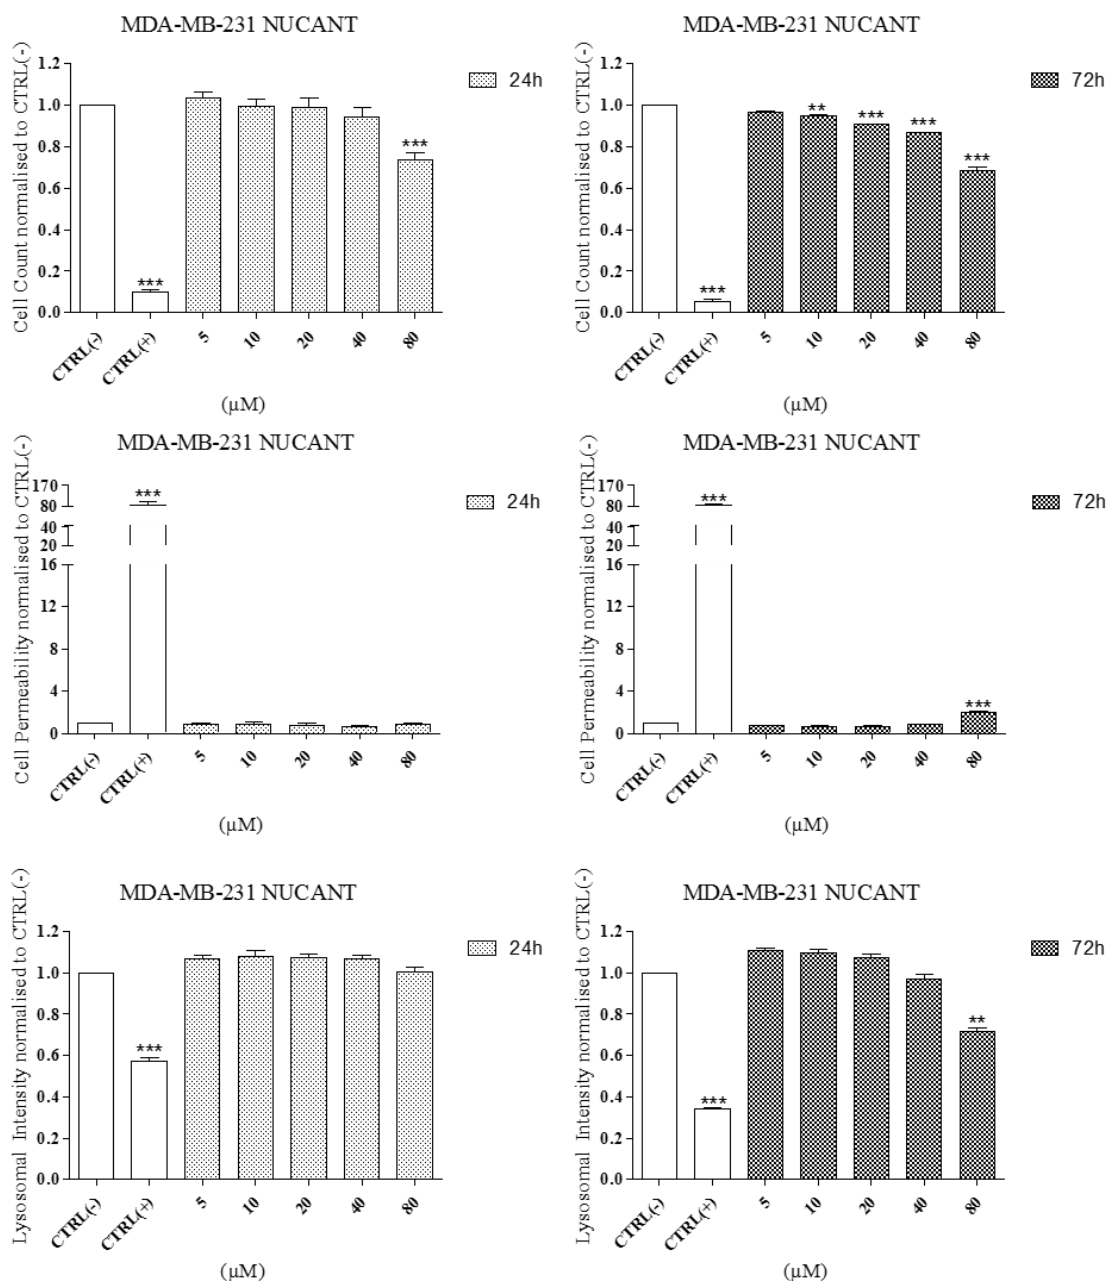 MDA-MB-231 NUCANT
Cell Count normalised to CTRL(-)
1.2
1.0
0.8
0.6
0.4
0.2
0.0
***
***
24h
CTRL(-) CTRL(+) 5 10 20 40 80
(µM)
MDA-MB-231 NUCANT
Cell Count normalised to CTRL(-)
1.2
1.0
0.8
0.6
0.4
0.2
0.0
*** ** *** *** ***
72h
CTRL(-) CTRL(+) 5 10 20 40 80
(µM)
MDA-MB-231 NUCANT
Cell Permeability normalised to CTRL(-)
170
80
40
20
16
12
8
4
0
***
24h
CTRL(-) CTRL(+) 5 10 20 40 80
(µM)
MDA-MB-231 NUCANT
Cell Permeability normalised to CTRL(-)
170
80
40
20
16
12
8
4
0
***
***
72h
CTRL(-) CTRL(+) 5 10 20 40 80
(µM)
MDA-MB-231 NUCANT
Lysosomal Intensity normalised to CTRL(-)
1.2
1.0
0.8
0.6
0.4
0.2
0.0
***
24h
CTRL(-) CTRL(+) 5 10 20 40 80
(µM)
MDA-MB-231 NUCANT
Lysosomal Intensity normalised to CTRL(-)
1.2
1.0
0.8
0.6
0.4
0.2
0.0
***
**
72h
CTRL(-) CTRL(+) 5 10 20 40 80
(µM)